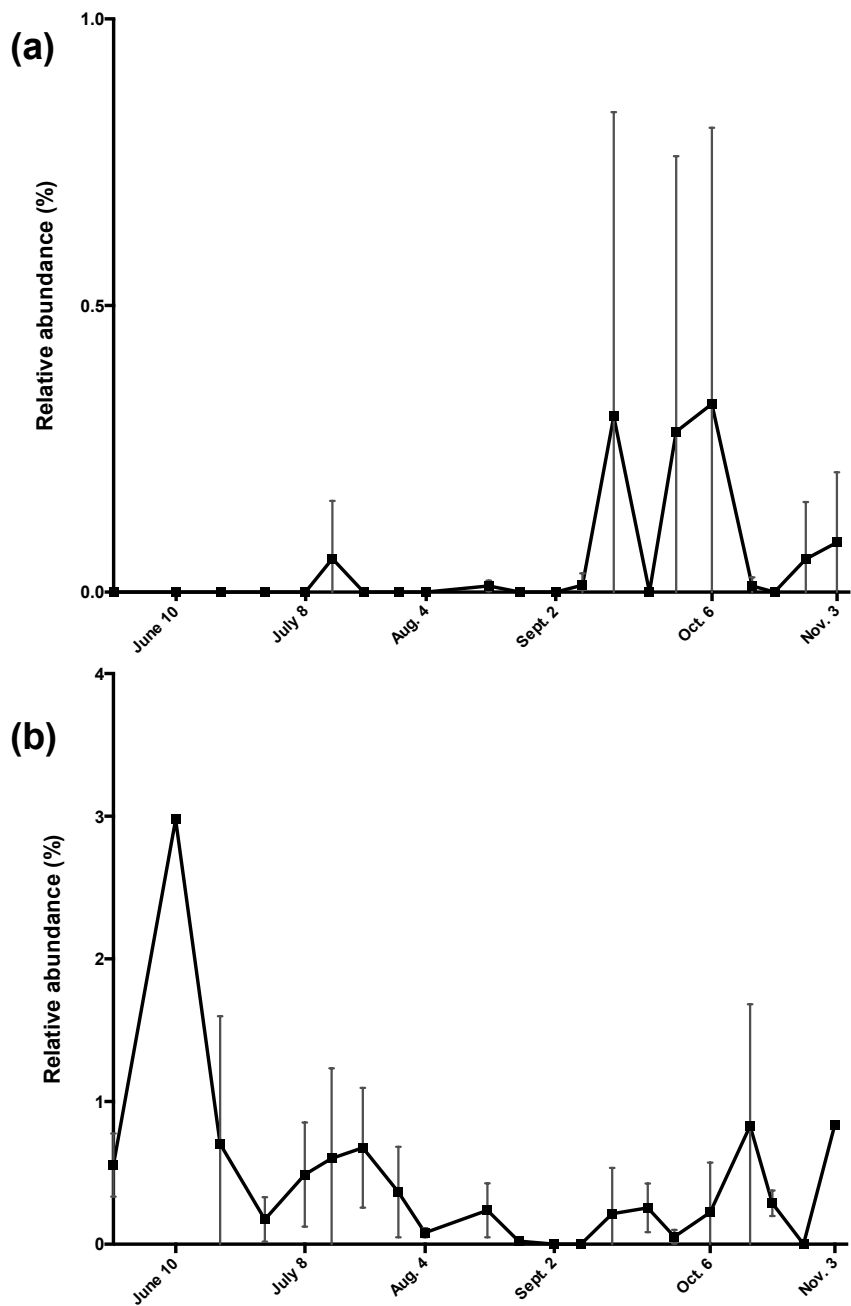 (a)
Relative abundance (%)
1.0
0.5
0.0
June 10
July 8
Aug. 4
Sept. 2
Oct. 6
Nov. 3
(b)
Relative abundance (%)
4
3
2
1
0
June 10
July 8
Aug. 4
Sept. 2
Oct. 6
Nov. 3